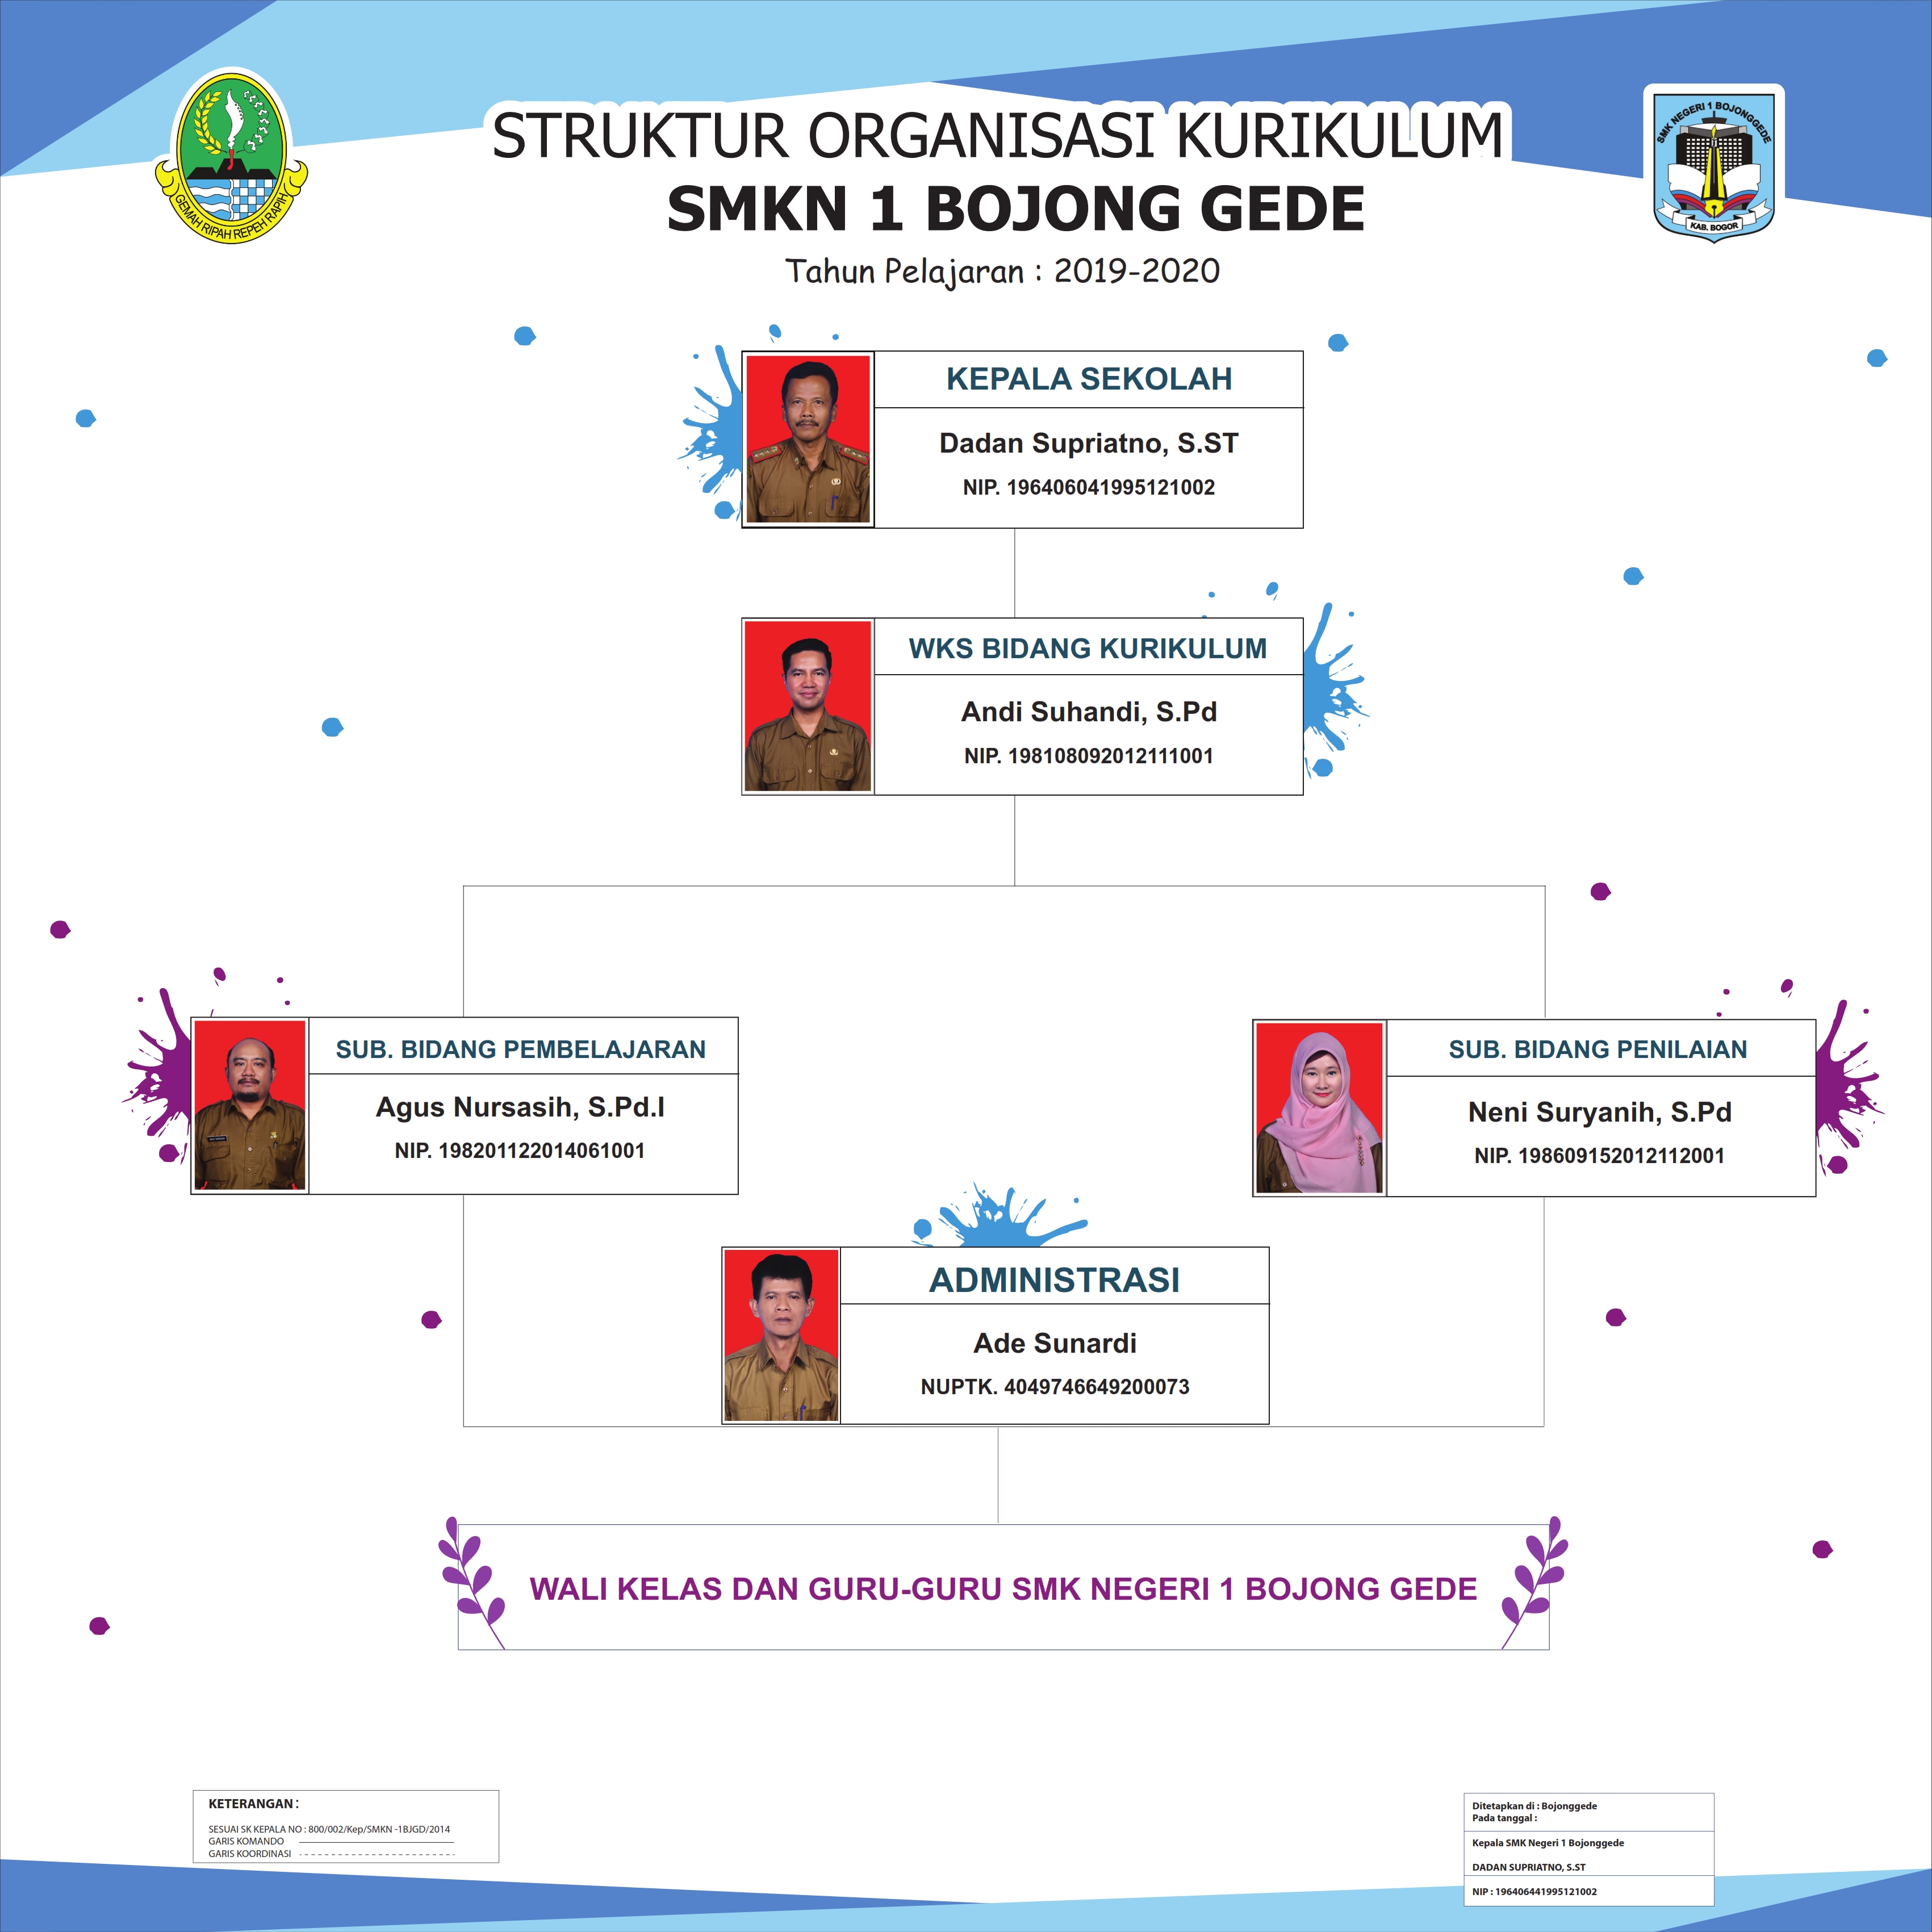 GEMAH RIPAH REPEH RAPIH
STRUKTUR ORGANISASI KURIKULUM
SMKN 1 BOJONG GEDE
Tahun Pelajaran : 2019-2020
SMK NEGERI 1 BOJONGGEDE
KAB. BOGOR
KEPALA SEKOLAH
Dadan Supriatno, S.ST
NIP. 196406041995121002
WKS BIDANG KURIKULUM
Andi Suhandi, S.Pd
NIP. 198108092012111001
SUB. BIDANG PEMBELAJARAN
Agus Nursasih, S.Pd.I
NIP. 198201122014061001
SUB. BIDANG PENILAIAN
Neni Suryanih, S.Pd
NIP. 198609152012112001
ADMINISTRASI
Ade Sunardi
NUPTK. 4049746649200073
WALI KELAS DAN GURU-GURU SMK NEGERI 1 BOJONG GEDE
KETERANGAN :
SESUAI SK KEPALA NO : 800/002/Kep/SMKN -1BJGD/2014
GARIS KOMANDO
GARIS KOORDINASI
Ditetapkan di : Bojonggede
Pada tanggal :
Kepala SMK Negeri 1 Bojonggede
DADAN SUPRIATNO, S.ST
NIP : 196406441995121002